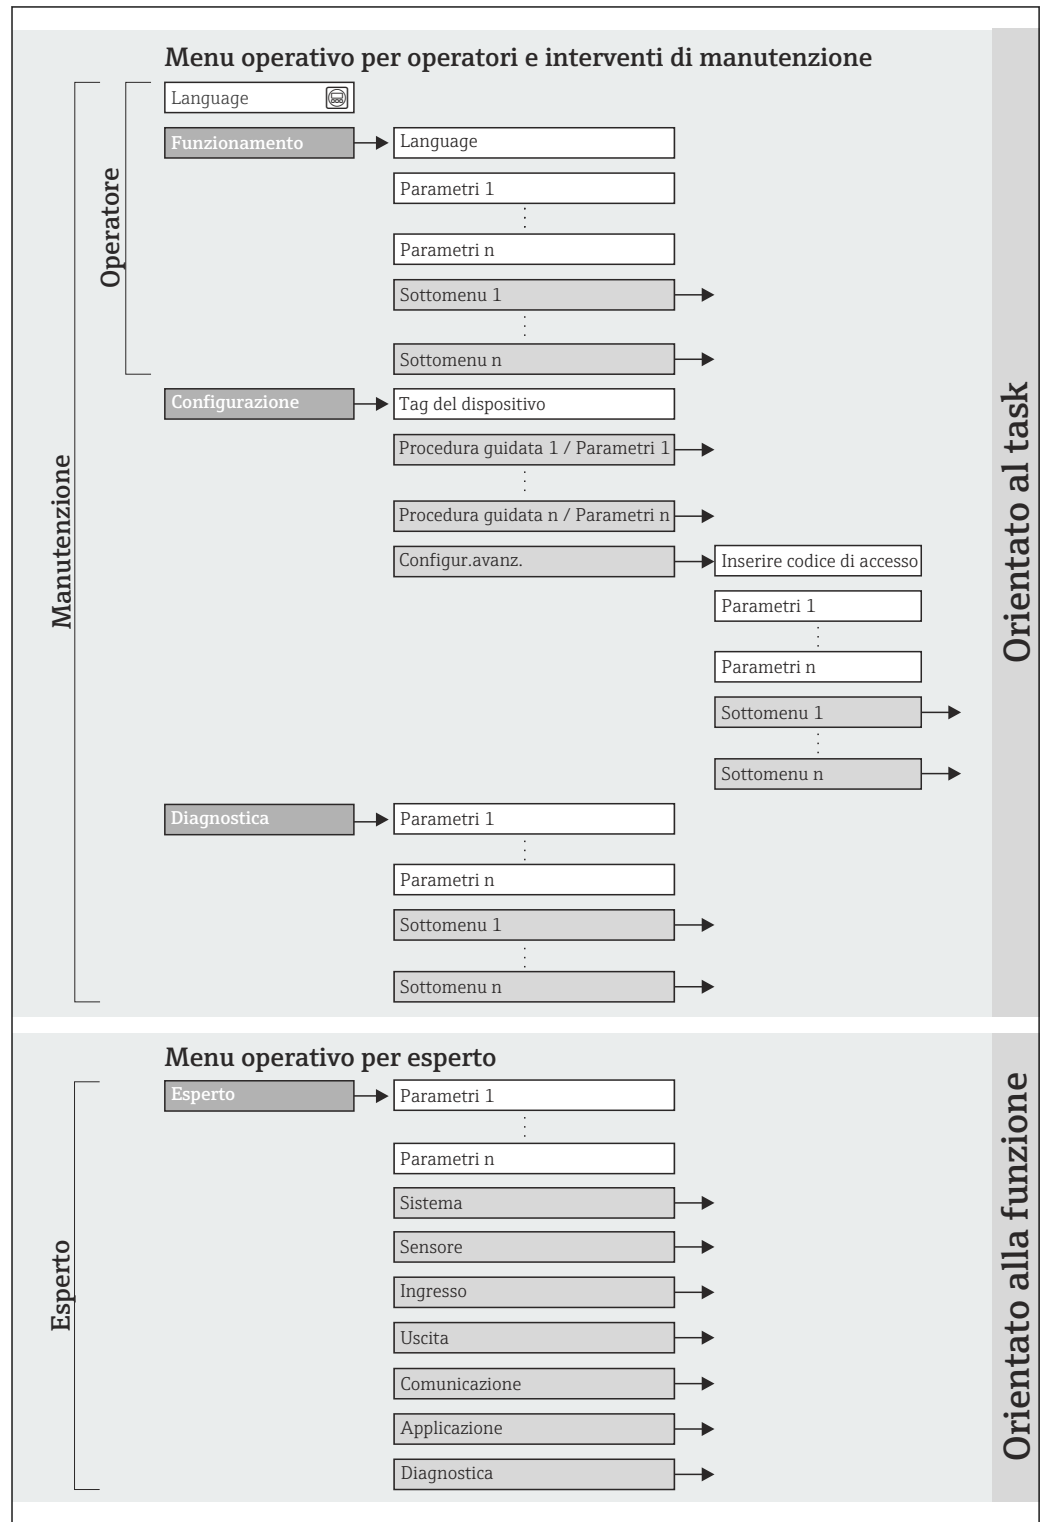 Menu operativo per operatori e interventi di manutenzione
Language
Funzionamento
Language
Parametri 1
Parametri n
Sottomenu 1
Sottomenu n
Operatore
Configurazione
Tag del dispositivo
Procedura guidata 1 / Parametri 1
Procedura guidata n / Parametri n
Configur.avanz.
Inserire codice di accesso
Parametri 1
Parametri n
Sottomenu 1
Sottomenu n
Manutenzione
Diagnostica
Parametri 1
Parametri n
Sottomenu 1
Sottomenu n
Orientato al task
Menu operativo per esperto
Esperto
Parametri 1
Parametri n
Sistema
Sensore
Ingresso
Uscita
Comunicazione
Applicazione
Diagnostica
Esperto
Orientato alla funzione